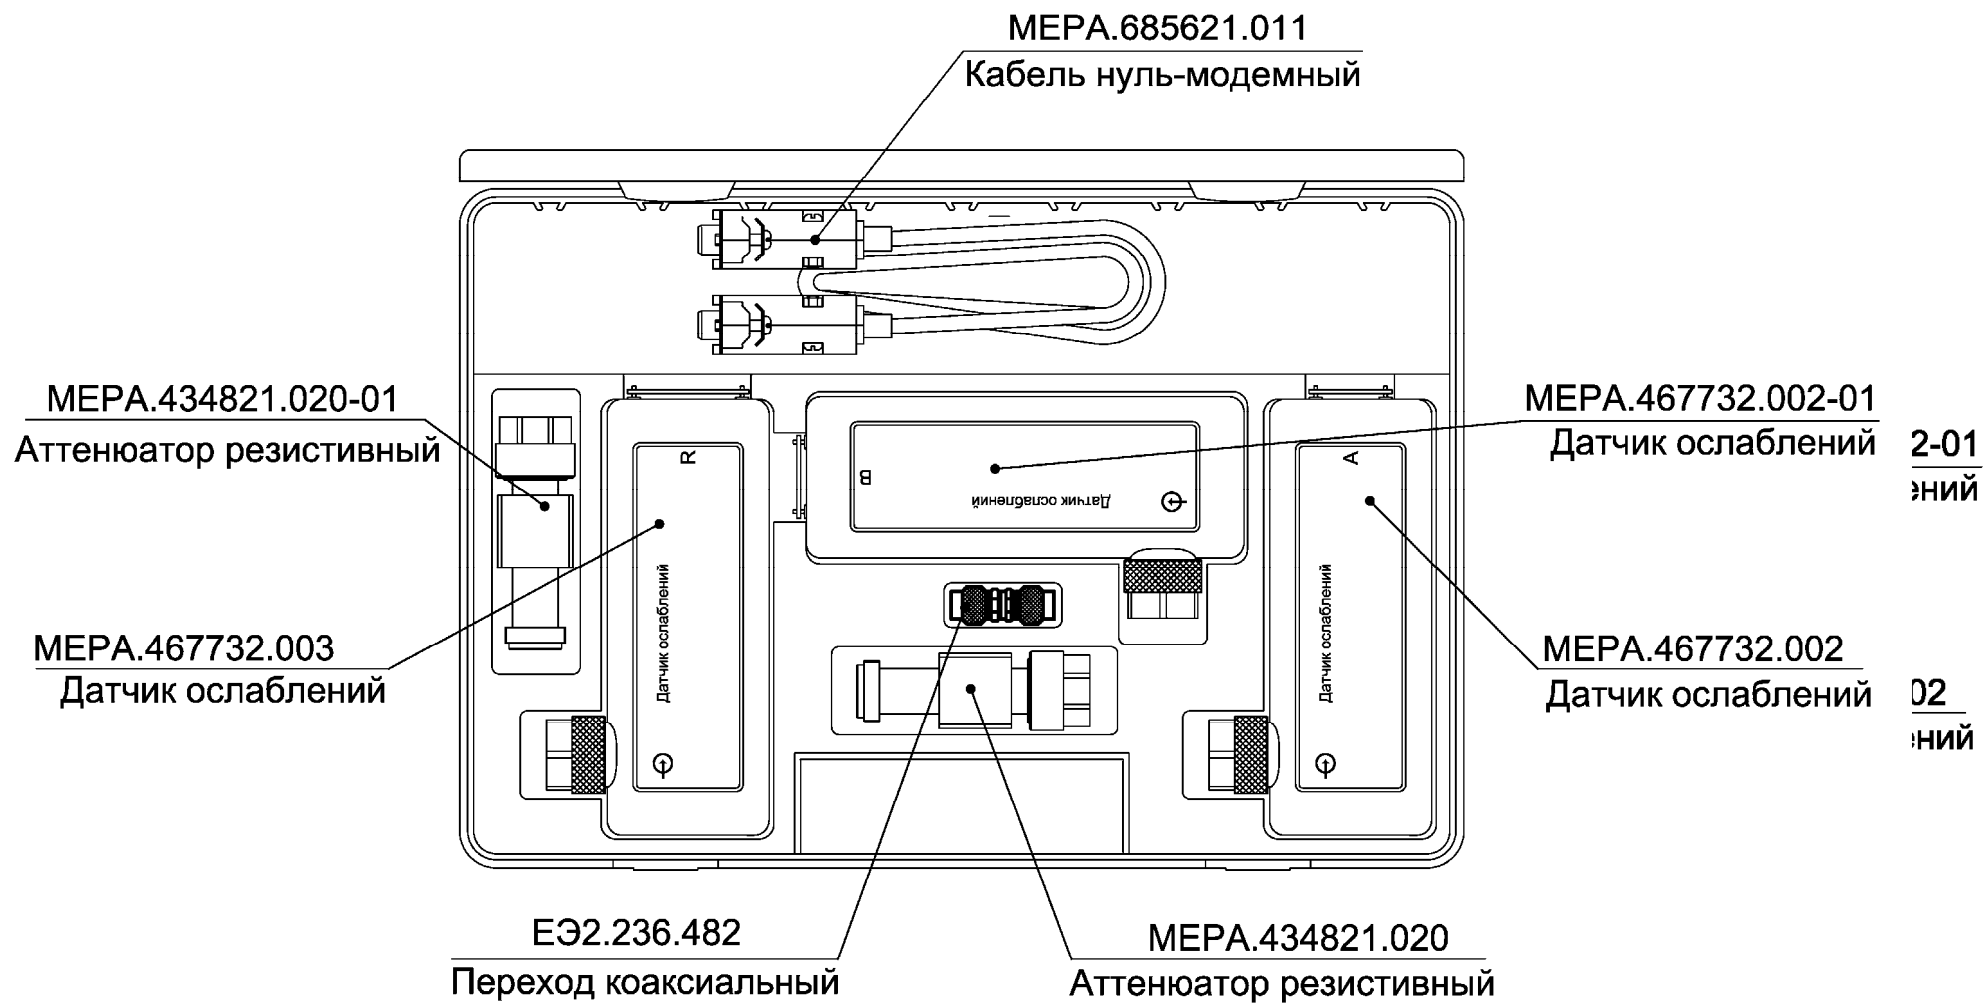 МЕРА.685621.011
Кабель нуль-модемный
МЕРА.434821.020-01
Аттенюатор резистивный
МЕРА.467732.002-01
Датчик ослаблений
2-01
ений
R
B
Датчик ослаблений
A
Датчик ослаблений
Датчик ослаблений
МЕРА.467732.003
Датчик ослаблений
МЕРА.467732.002
Датчик ослаблений
02
ний
ЕЭ2.236.482
Переход коаксиальный
МЕРА.434821.020
Аттенюатор резистивный